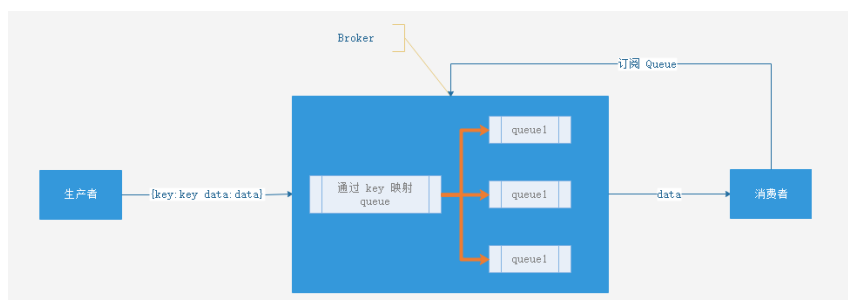 Broker
订阅 Queue
queue1
生产者
{key:key data:data}
通过 key 映射
queue
queue1
data
消费者
queue1